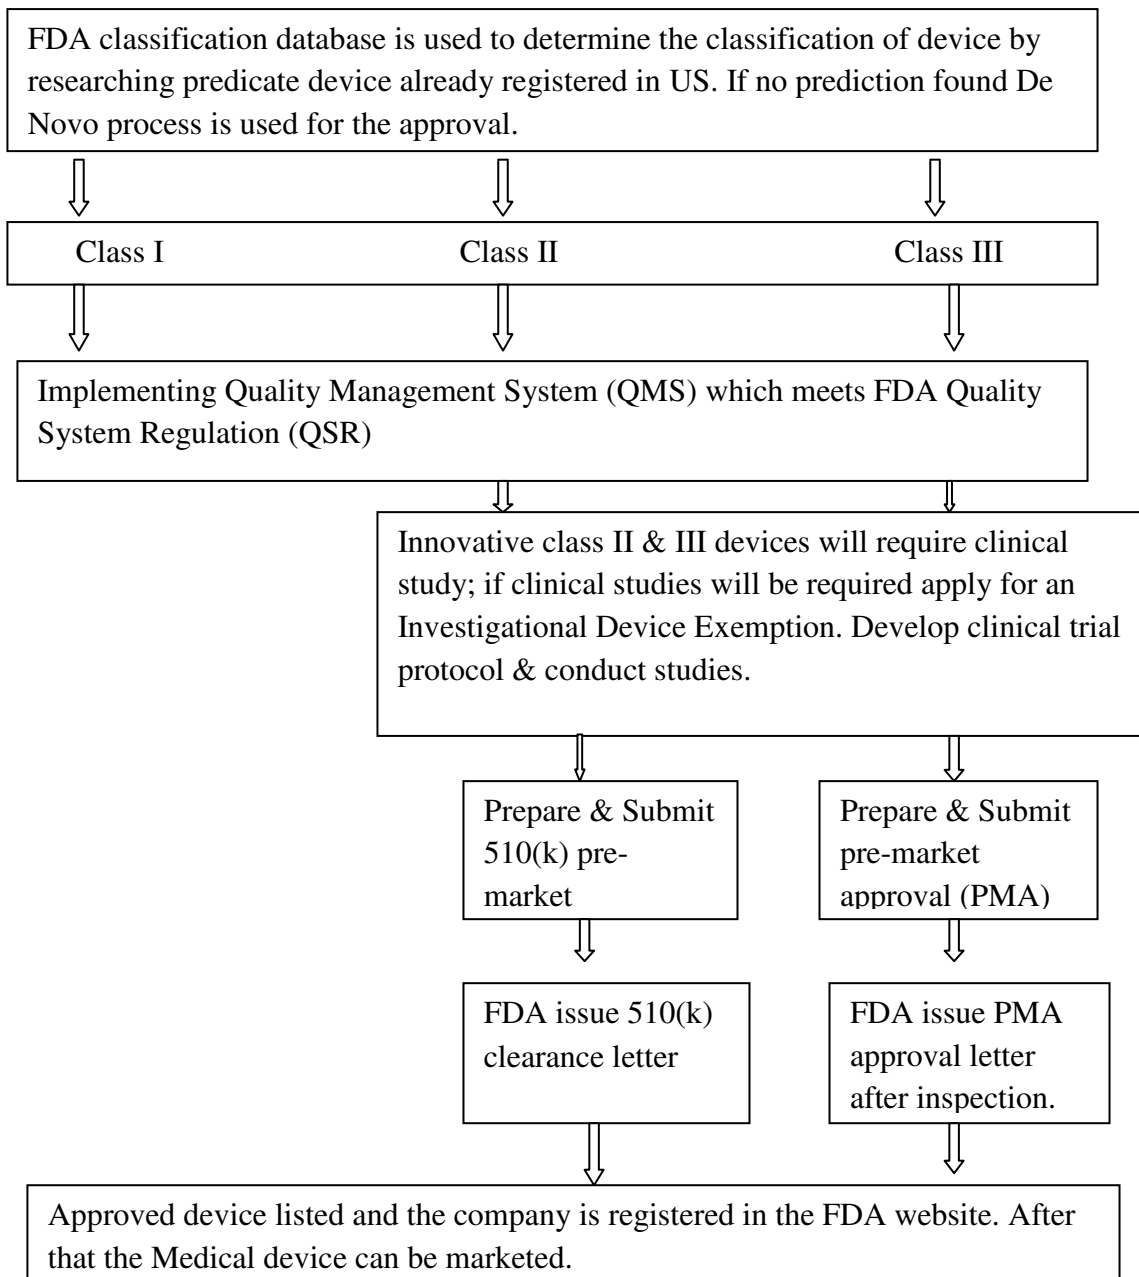 FDA classification database is used to determine the classification of device by
researching predicate device already registered in US. If no prediction found De
Novo process is used for the approval.
Class I Class II Class III
Implementing Quality Management System (QMS) which meets FDA Quality
System Regulation (QSR)
Innovative class II & III devices will require clinical
study; if clinical studies will be required apply for an
Investigational Device Exemption. Develop clinical trial
protocol & conduct studies.
Prepare & Submit
510(k) pre-
market
Prepare & Submit
pre-market
approval (PMA)
FDA issue 510(k)
clearance letter
FDA issue PMA
approval letter
after inspection.
Approved device listed and the company is registered in the FDA website. After
that the Medical device can be marketed.